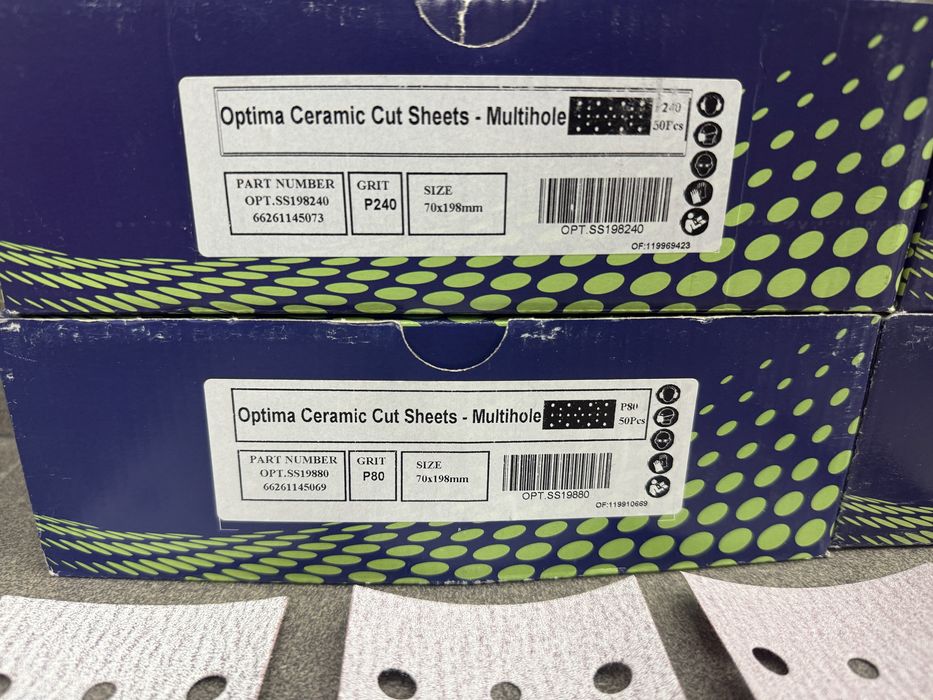 Optima Ceramic Cut Sheets - Multihole
240
50Pcs
PART NUMBER
OPT.SS198240
66261145073
GRIT
P240
SIZE
70x198mm
OPT.SS198240
OF:119969423
Optima Ceramic Cut Sheets - Multihole
P80
50Pcs
PART NUMBER
OPT.SS19880
66261145069
GRIT
P80
SIZE
70x198mm
OPT.SS19880
OF:119910669